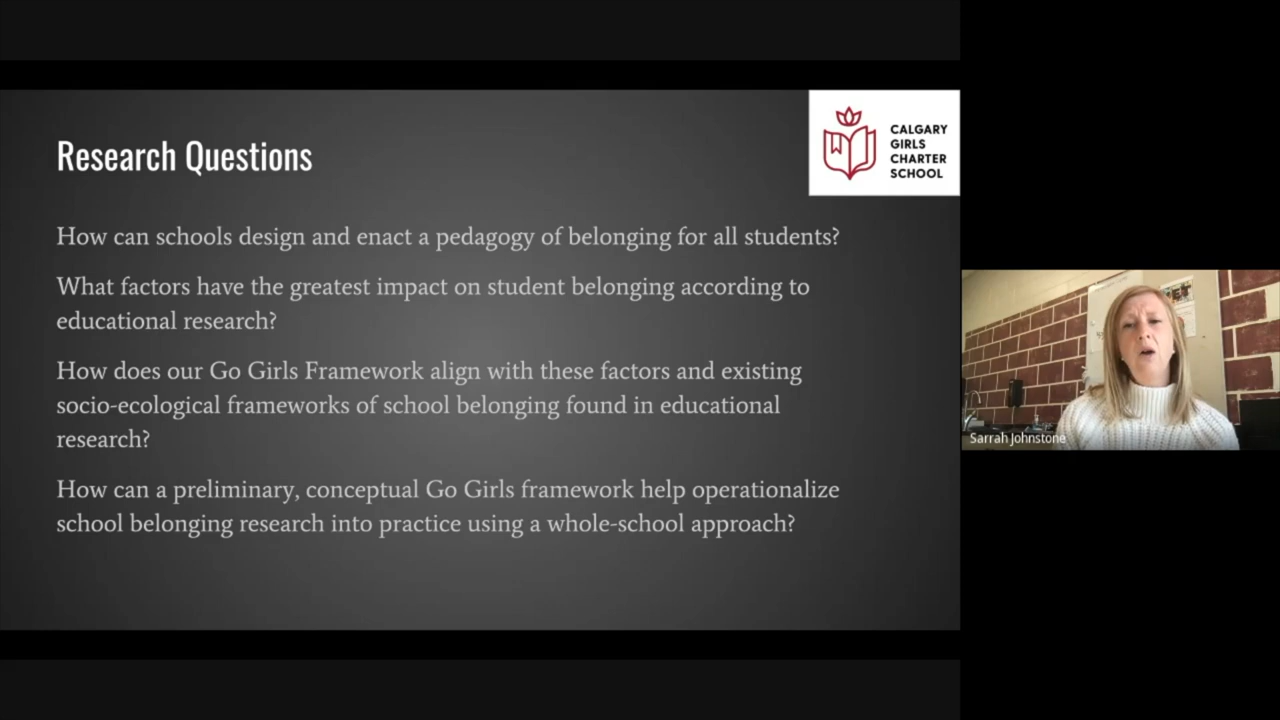 Research Questions
CALGARY
GIRLS
CHARTER
SCHOOL
How can schools design and enact a pedagogy of belonging for all students?
What factors have the greatest impact on student belonging according to
educational research?
How does our Go Girls Framework align with these factors and existing
socio-ecological frameworks of school belonging found in educational
research?
How can a preliminary, conceptual Go Girls framework help operationalize
school belonging research into practice using a whole-school approach?
Sarrah Johnstone